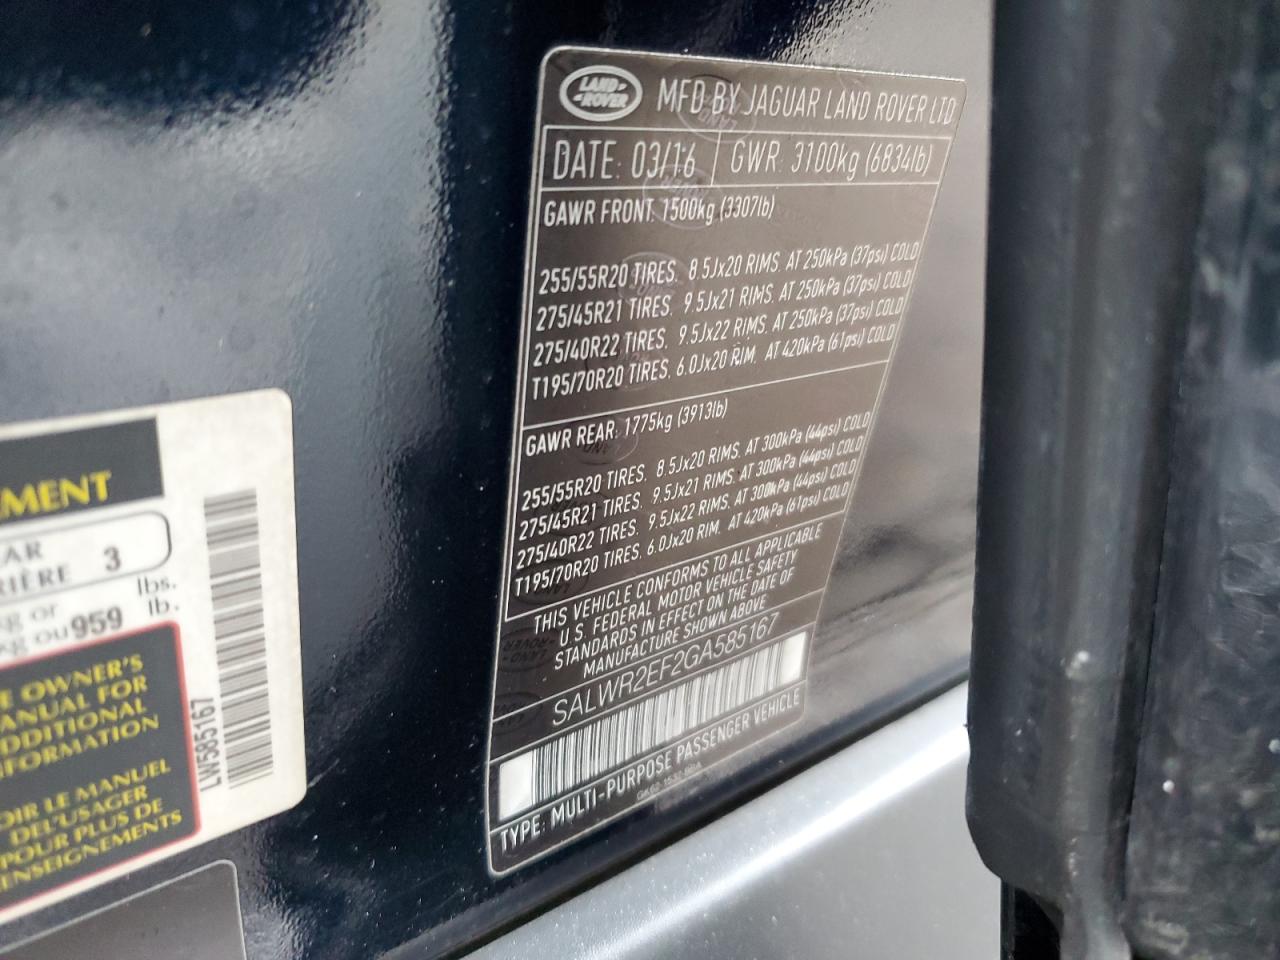 LAND-
-ROVER
MFD BY JAGUAR LAND ROVER LTD
DATE: 03/16
GWR: 3100kg (6834lb)
GAWR FRONT. 1500kg (3307lb)
255/55R20 TIRES. 8.5Jx20 RIMS. AT 250kPa (37psi) COLD
275/45R21 TIRES. 9.5Jx21 RIMS. AT 250kPa (37psi) COLD
275/40R22 TIRES. 9.5Jx22 RIMS. AT 250kPa (37psi) COLD
T195/70R20 TIRES. 6.0Jx20 RIM. AT 420kPa (61psi) COLD
GAWR REAR. 1775kg (3913lb)
255/55R20 TIRES. 8.5Jx20 RIMS. AT 300kPa (44psi) COLD
275/45R21 TIRES. 9.5Jx21 RIMS. AT 300kPa (44psi) COLD
275/40R22 TIRES. 9.5Jx22 RIMS. AT 300kPa (44psi) COLD
T195/70R20 TIRES. 6.0Jx20 RIM. AT 420kPa (61psi) COLD
THIS VEHICLE CONFORMS TO ALL APPLICABLE
U.S. FEDERAL MOTOR VEHICLE SAFETY
STANDARDS IN EFFECT ON THE DATE OF
MANUFACTURE SHOWN ABOVE
SALWR2EF2GA585167
TYPE: MULTI-PURPOSE PASSENGER VEHICLE
EMENT
AR
RIÈRE 3
kg or lbs.
kg ou 959 lb.
E OWNER'S
ANUAL FOR
DDITIONAL
FORMATION
OIR LE MANUEL
DEL'USAGER
POUR PLUS DE
ENSEIGNEMENTS
LW585167